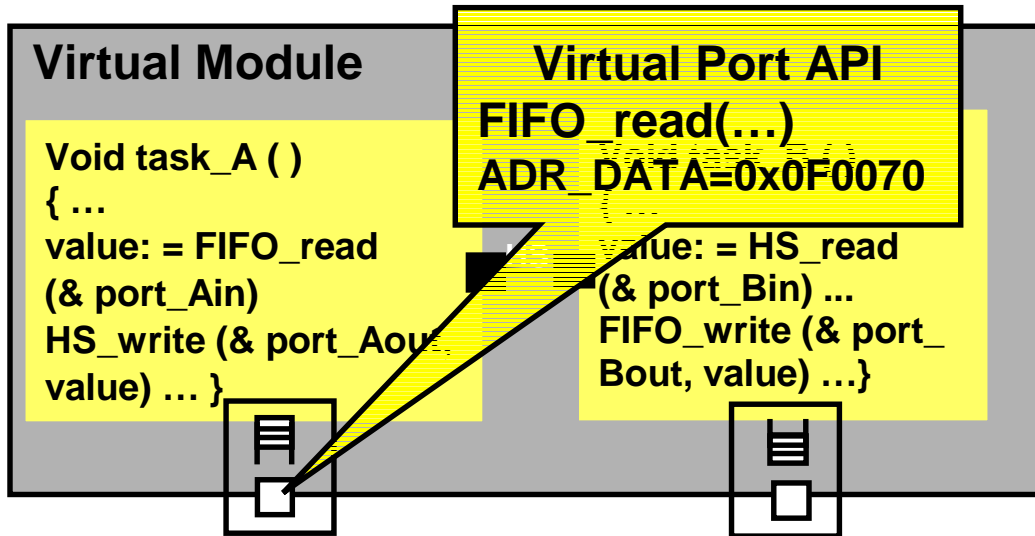 Virtual Module
Virtual Port API
FIFO_read(…)
ADR_DATA=0x0F0070
Void task_A ( )
{ …
value: = FIFO_read
(& port_Ain)
HS_write (& port_Aout,
value) … }
{ …
value: = HS_read
(& port_Bin) ...
FIFO_write (& port_
Bout, value) …}